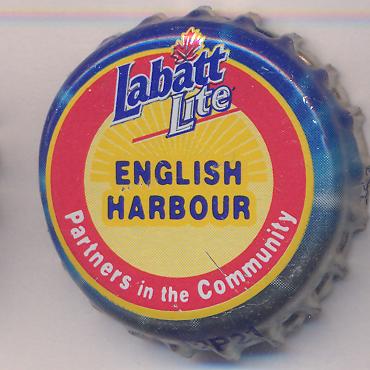 Labatt
Lite
ENGLISH
HARBOUR
Partners in the Community